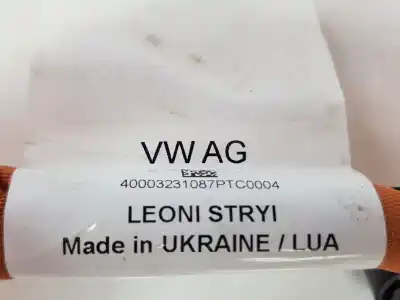 VW AG
40003231087PTC0004
LEONI STRYI
Made in UKRAINE / LUA